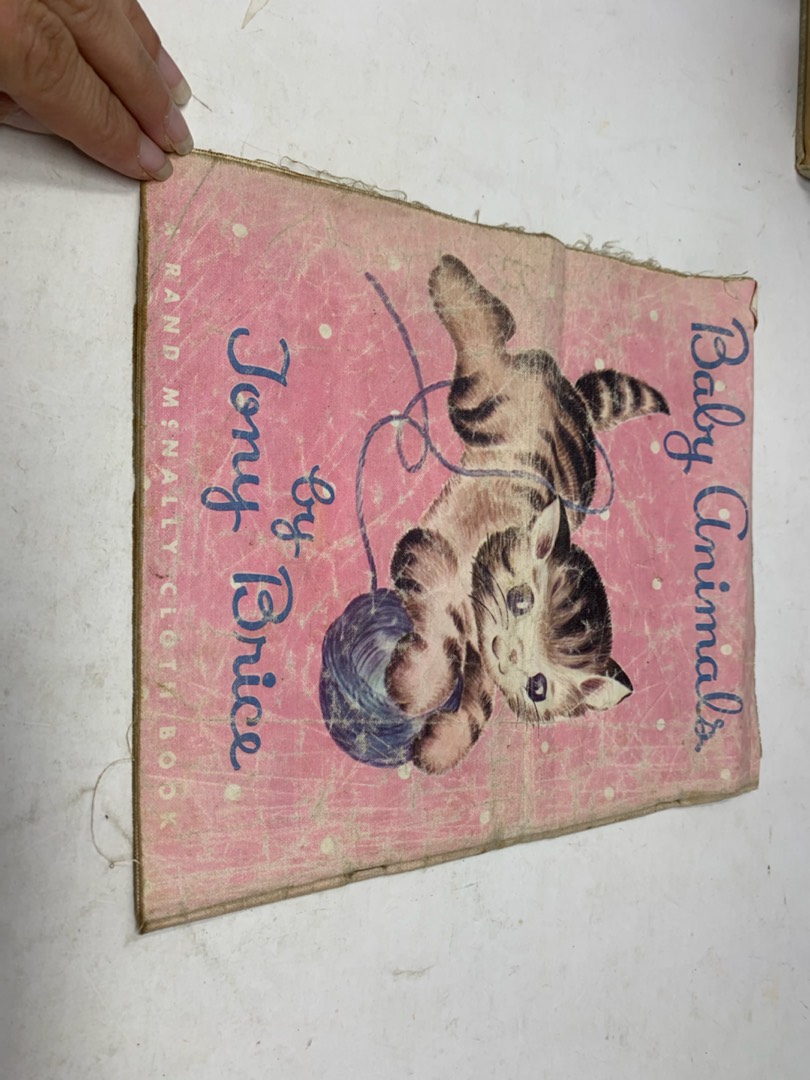 Baby Animals
by
Tony Brice
A RAND McNALLY CLOTH BOOK